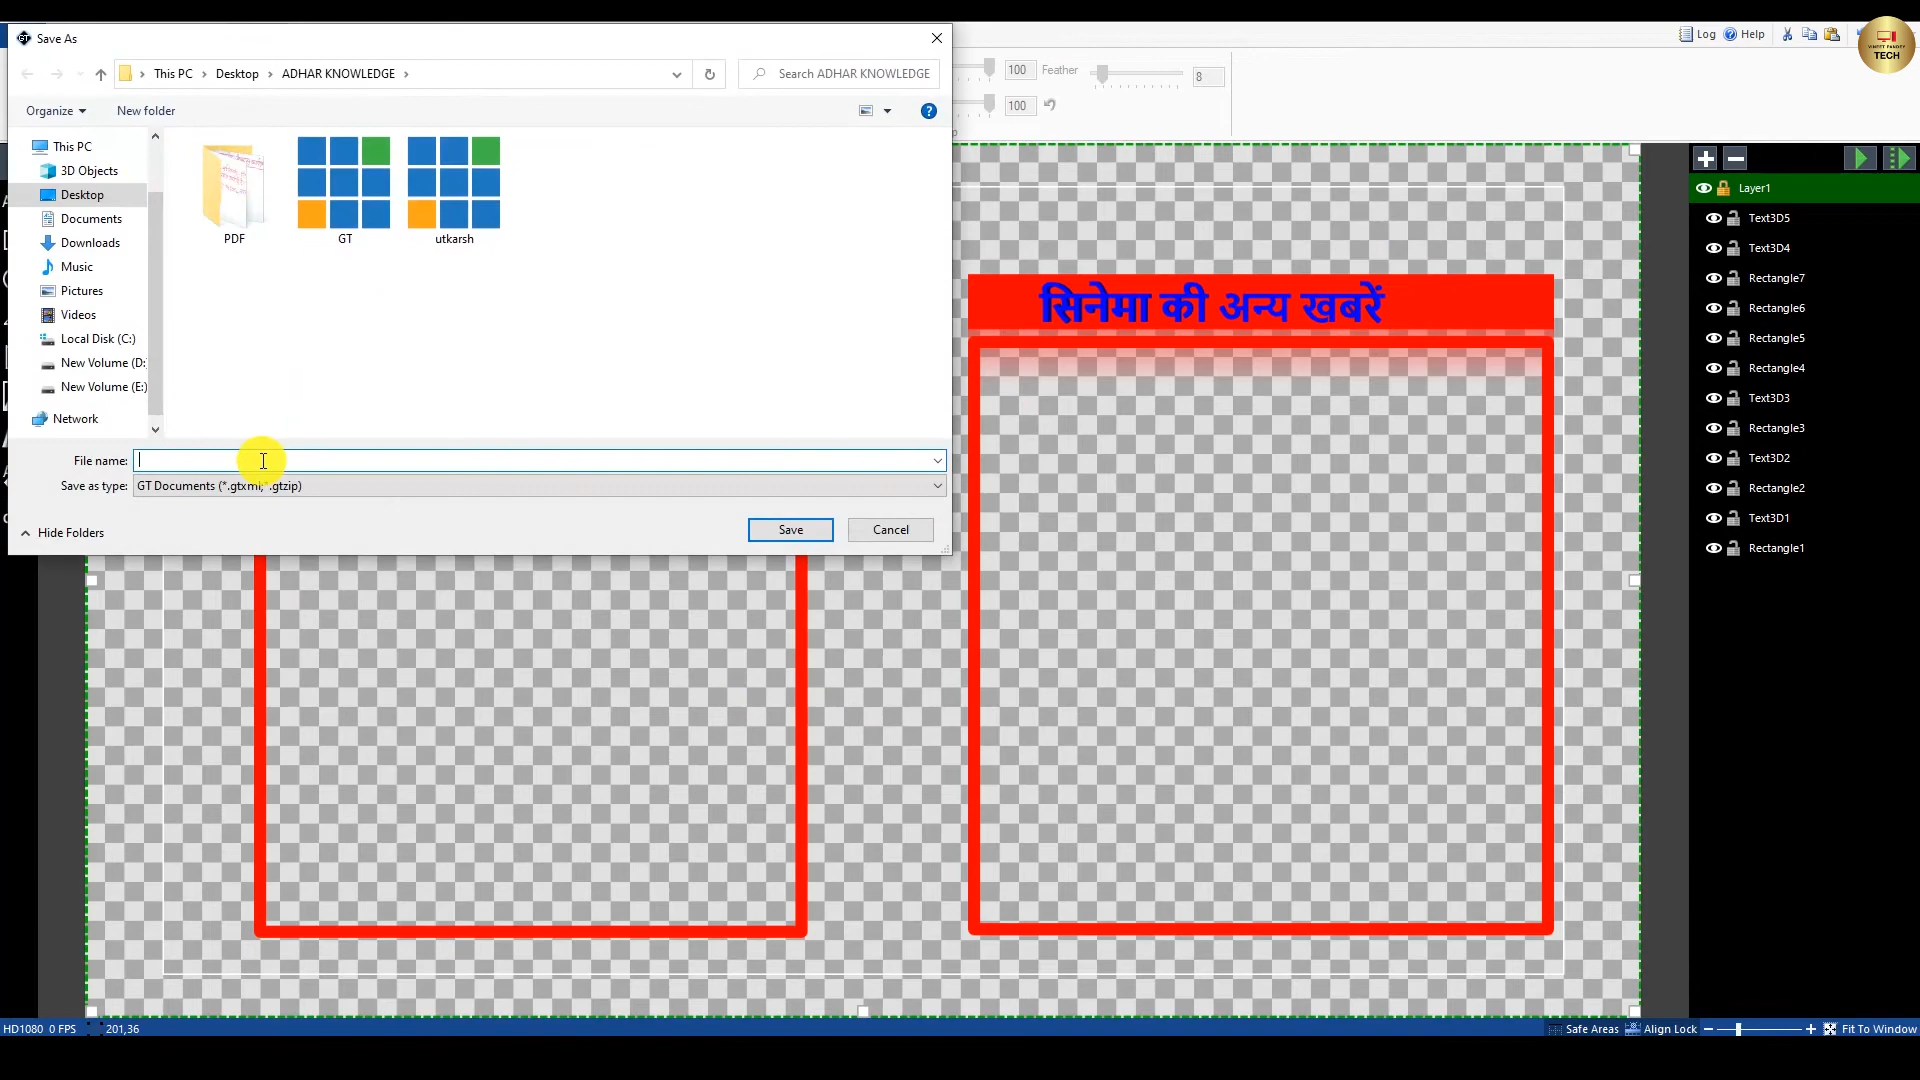 Save As
Log
Help
VINEET PANDEY
TECH
This PC
Desktop
ADHAR KNOWLEDGE
Search ADHAR KNOWLEDGE
100
Feather
8
100
Organize
New folder
This PC
3D Objects
Desktop
Documents
Downloads
Music
Pictures
Videos
Local Disk (C:)
New Volume (D:
New Volume (E:)
Network
PDF
GT
utkarsh
File name:
Save as type:
GT Documents (*.gtxml;*.gtzip)
Hide Folders
Save
Cancel
सिनेमा की अन्य खबरें
Layer1
Text3D5
Text3D4
Rectangle7
Rectangle6
Rectangle5
Rectangle4
Text3D3
Rectangle3
Text3D2
Rectangle2
Text3D1
Rectangle1
HD1080 0 FPS
201,36
Safe Areas
Align Lock
Fit To Window